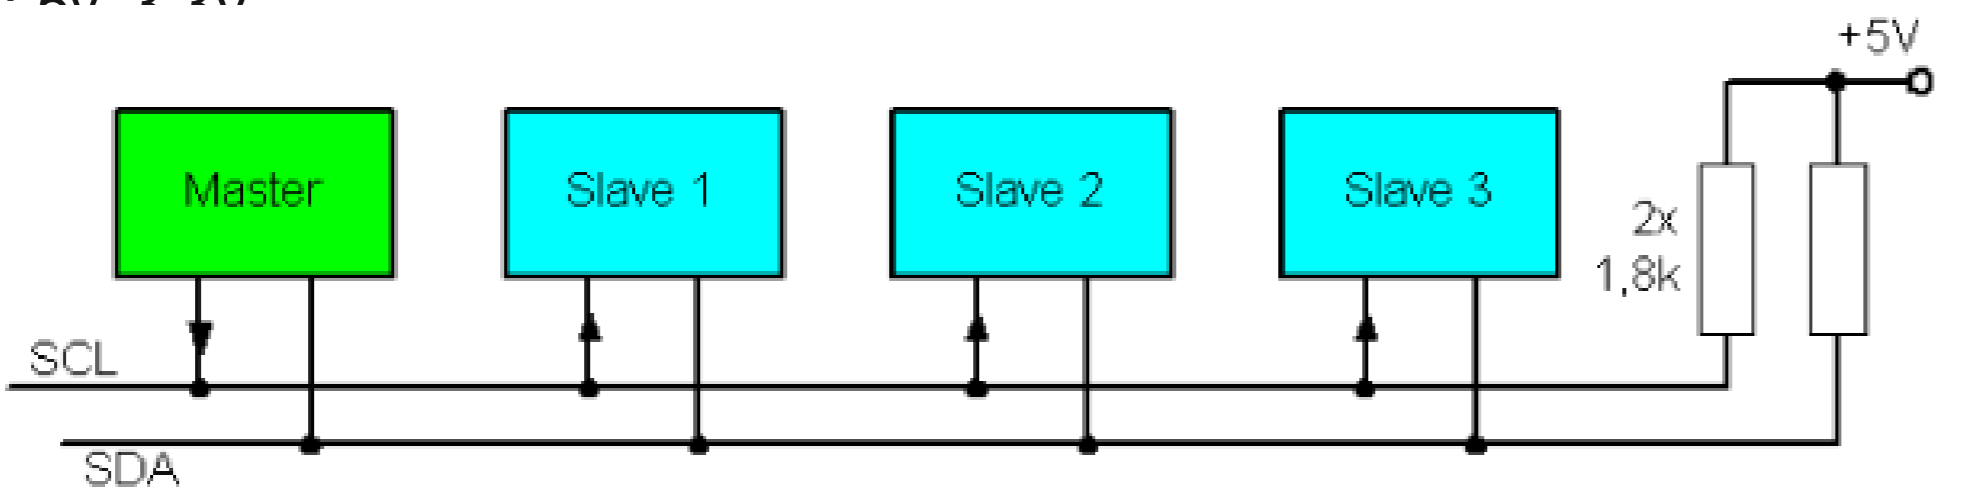 +5V
Master
Slave 1
Slave 2
Slave 3
2x
1,8k
SCL
SDA